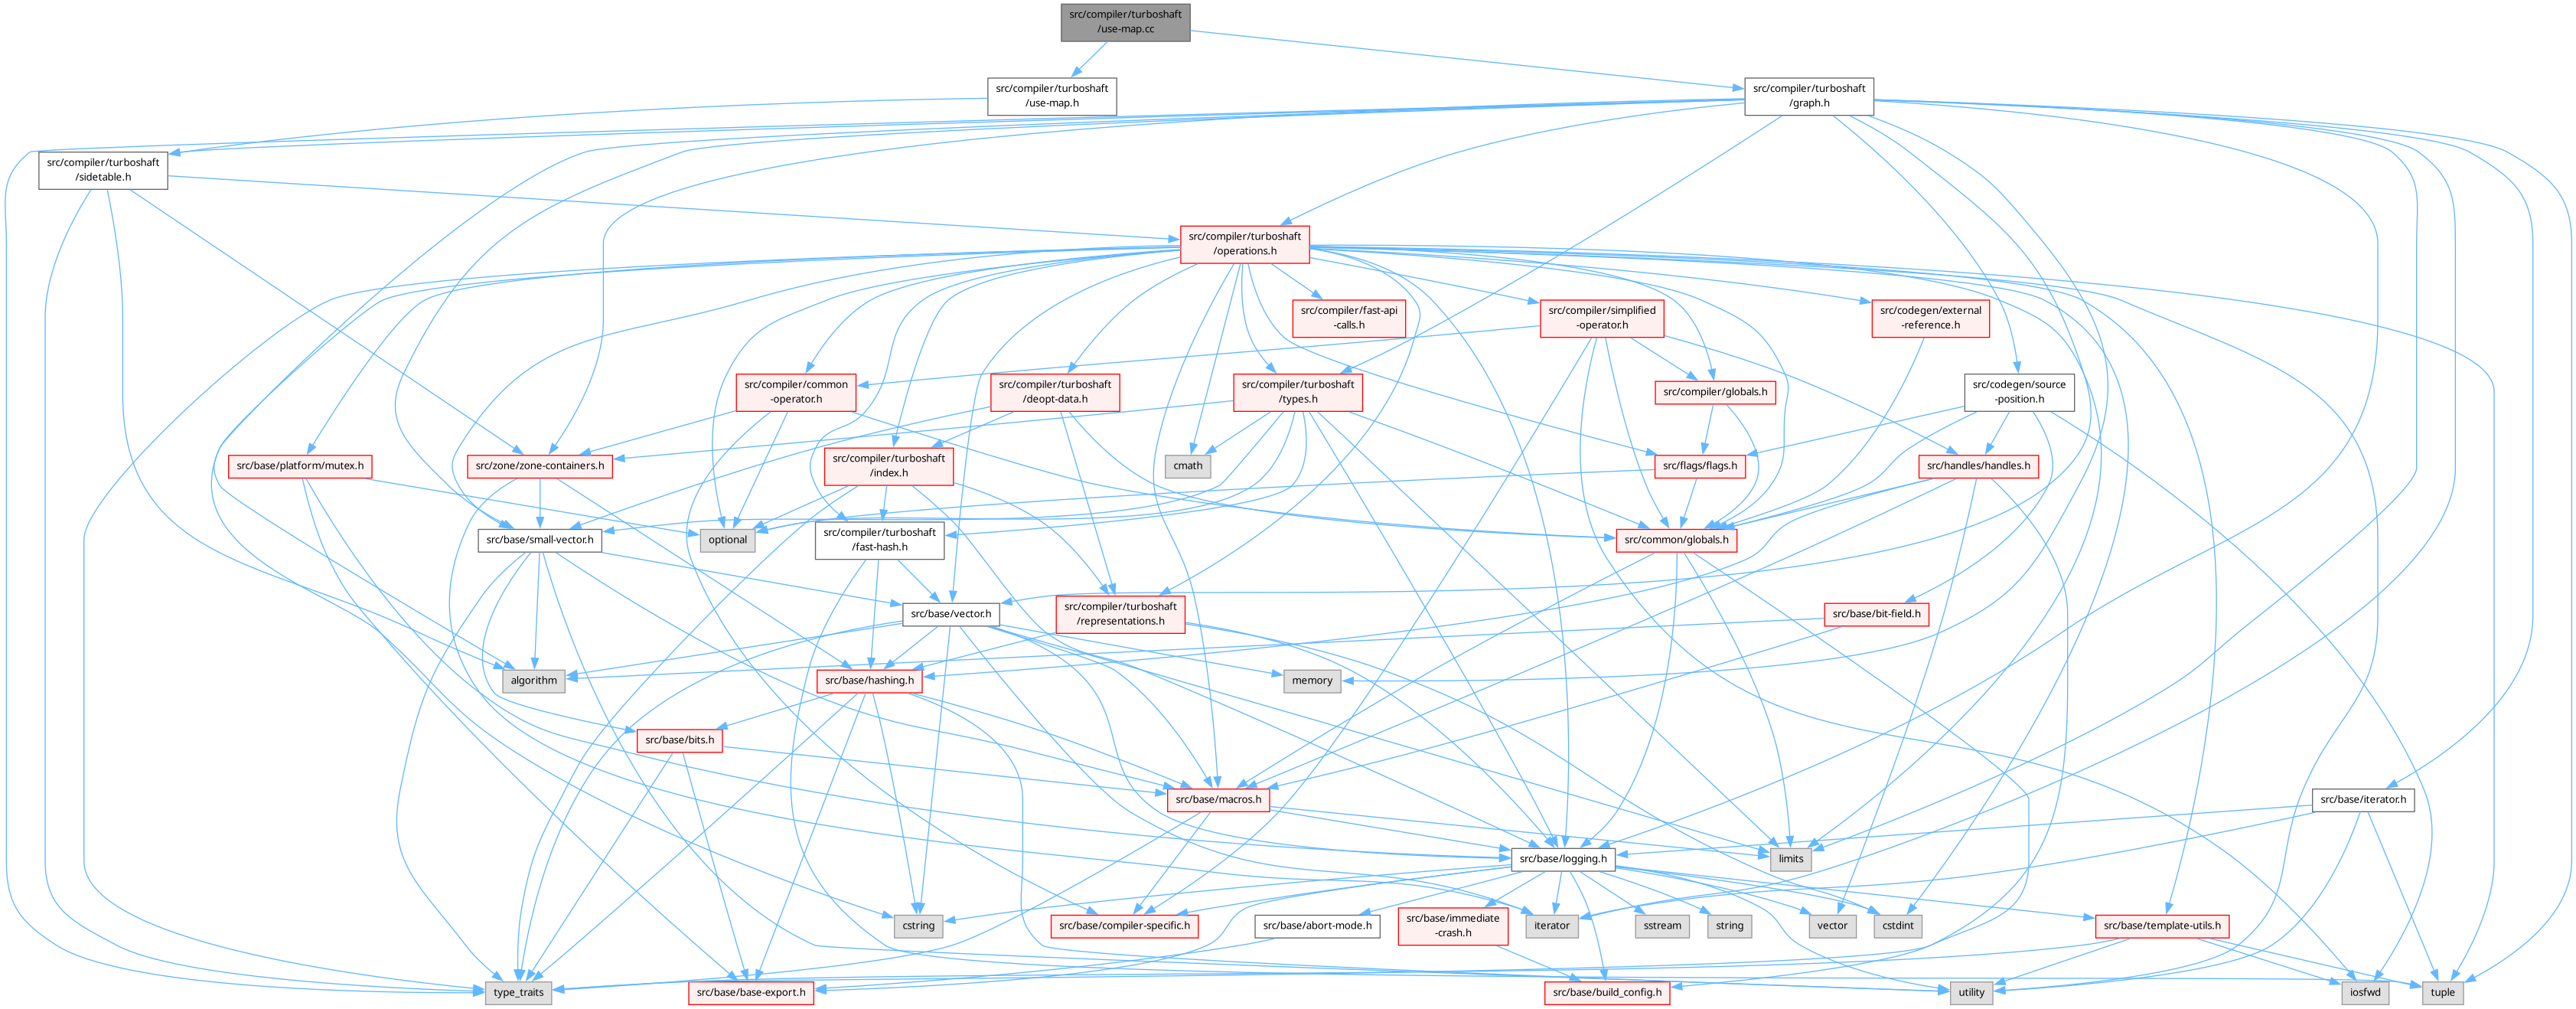 src/compiler/turboshaft
/use-map.cc
src/compiler/turboshaft
/use-map.h
src/compiler/turboshaft
/graph.h
src/compiler/turboshaft
/sidetable.h
src/compiler/turboshaft
/operations.h
src/compiler/fast-api
-calls.h
src/compiler/simplified
-operator.h
src/codegen/external
-reference.h
src/compiler/common
-operator.h
src/compiler/turboshaft
/deopt-data.h
src/compiler/turboshaft
/types.h
src/compiler/globals.h
src/codegen/source
-position.h
src/base/platform/mutex.h
src/zone/zone-containers.h
src/compiler/turboshaft
/index.h
cmath
src/flags/flags.h
src/handles/handles.h
src/base/small-vector.h
optional
src/compiler/turboshaft
/fast-hash.h
src/common/globals.h
src/base/vector.h
src/compiler/turboshaft
/representations.h
src/base/bit-field.h
algorithm
src/base/hashing.h
memory
src/base/bits.h
src/base/macros.h
src/base/iterator.h
src/base/logging.h
limits
cstring
src/base/compiler-specific.h
src/base/abort-mode.h
src/base/immediate
-crash.h
iterator
sstream
string
vector
cstdint
src/base/template-utils.h
type_traits
src/base/base-export.h
src/base/build_config.h
utility
iosfwd
tuple